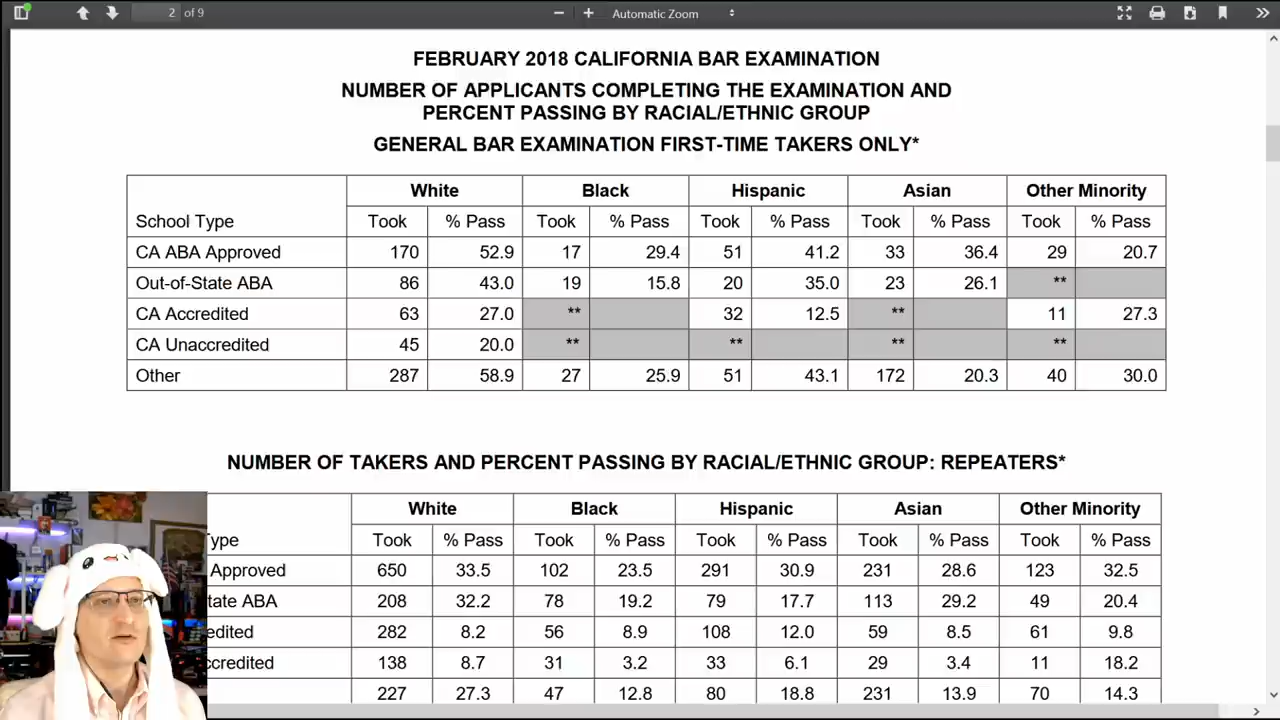 2 of 9
Automatic Zoom
FEBRUARY 2018 CALIFORNIA BAR EXAMINATION
NUMBER OF APPLICANTS COMPLETING THE EXAMINATION AND
PERCENT PASSING BY RACIAL/ETHNIC GROUP
GENERAL BAR EXAMINATION FIRST-TIME TAKERS ONLY*
White Black Hispanic Asian Other Minority
School Type Took % Pass Took % Pass Took % Pass Took % Pass Took % Pass
CA ABA Approved 170 52.9 17 29.4 51 41.2 33 36.4 29 20.7
Out-of-State ABA 86 43.0 19 15.8 20 35.0 23 26.1 **
CA Accredited 63 27.0 ** 32 12.5 ** 11 27.3
CA Unaccredited 45 20.0 ** ** ** **
Other 287 58.9 27 25.9 51 43.1 172 20.3 40 30.0
NUMBER OF TAKERS AND PERCENT PASSING BY RACIAL/ETHNIC GROUP: REPEATERS*
White Black Hispanic Asian Other Minority
ype Took % Pass Took % Pass Took % Pass Took % Pass Took % Pass
Approved 650 33.5 102 23.5 291 30.9 231 28.6 123 32.5
tate ABA 208 32.2 78 19.2 79 17.7 113 29.2 49 20.4
edited 282 8.2 56 8.9 108 12.0 59 8.5 61 9.8
ccredited 138 8.7 31 3.2 33 6.1 29 3.4 11 18.2
227 27.3 47 12.8 80 18.8 231 13.9 70 14.3